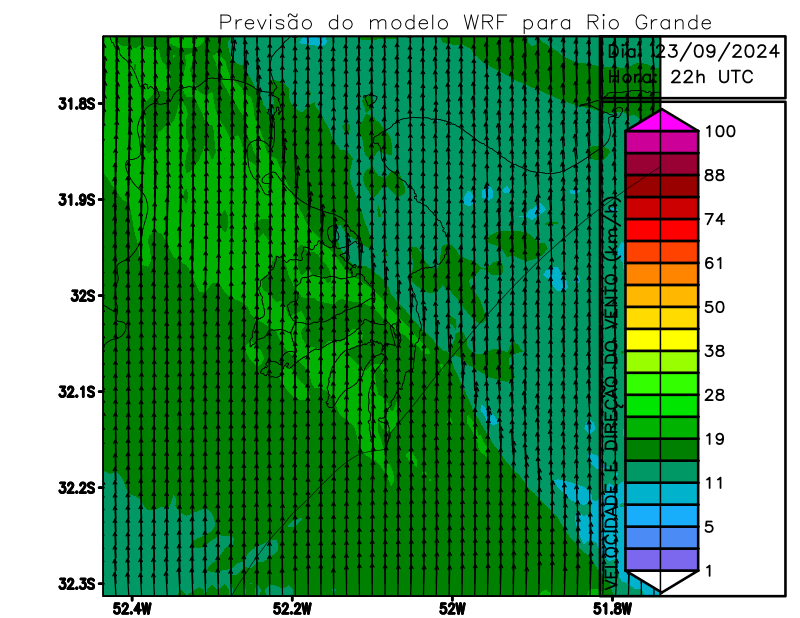 Previsão do modelo WRF para Rio Grande
Dia: 23/09/2024
Hora: 22h UTC
31.8S
31.9S
32S
32.1S
32.2S
32.3S
52.4W
52.2W
52W
51.8W
VELOCIDADE E DIREÇÃO DO VENTO (km/h)
100
88
74
61
50
38
28
19
11
5
1